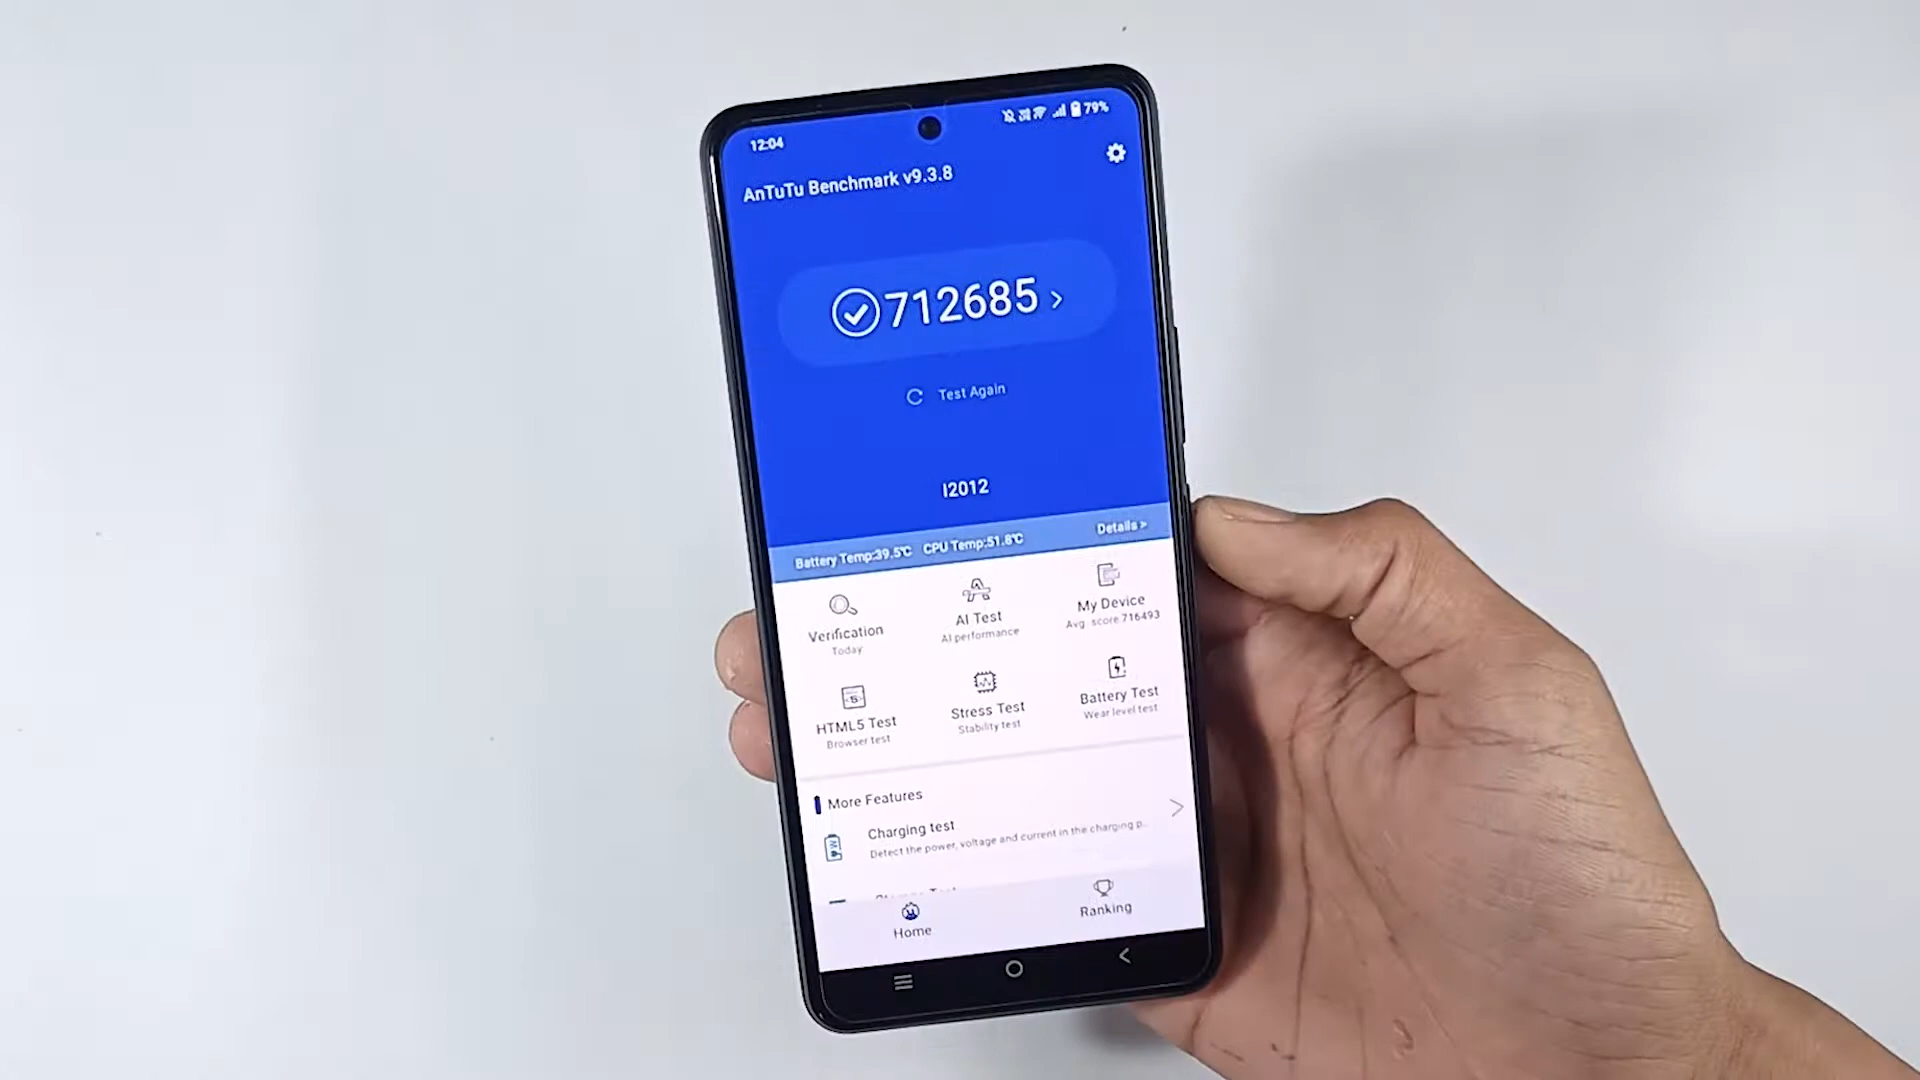 12:04
79%
AnTuTu Benchmark v9.3.8
712685 >
Test Again
I2012
Battery Temp:39.5℃ CPU Temp:51.8℃ Details >
Verification
Today
AI Test
AI performance
My Device
Avg. score:716493
HTML5 Test
Browser test
Stress Test
Stability test
Battery Test
Wear level test
More Features
Charging test
Detect the power, voltage and current in the charging p...
Home
Ranking